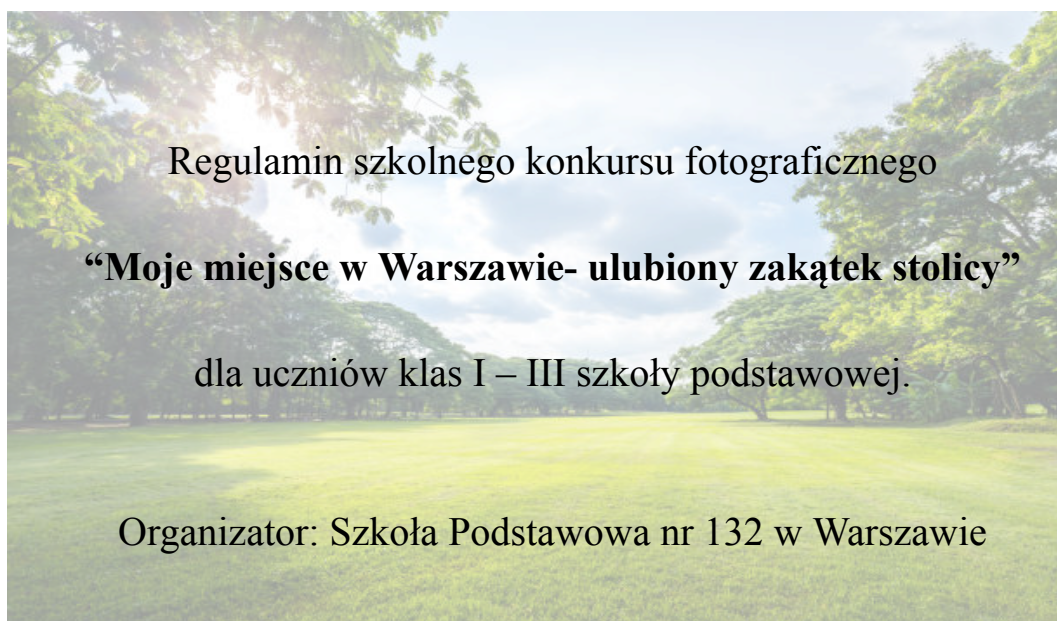 Regulamin szkolnego konkursu fotograficznego
“Moje miejsce w Warszawie- ulubiony zakątek stolicy”
dla uczniów klas I – III szkoły podstawowej.
Organizator: Szkoła Podstawowa nr 132 w Warszawie